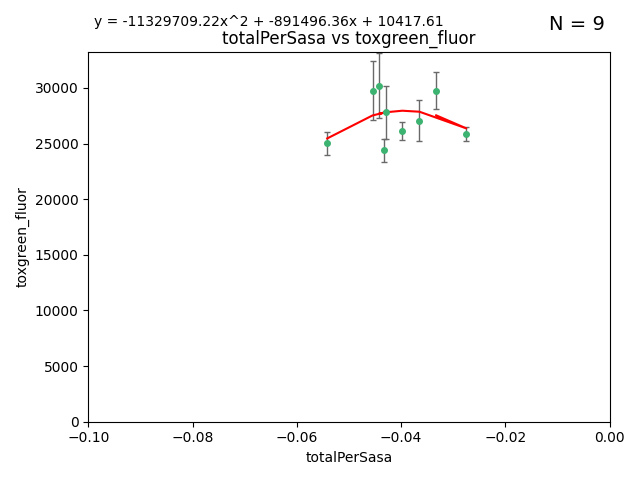 y = -11329709.22x^2 + -891496.36x + 10417.61
N = 9
totalPerSasa vs toxgreen_fluor
toxgreen_fluor
30000
25000
20000
15000
10000
5000
0
−0.10
−0.08
−0.06
−0.04
−0.02
0.00
totalPerSasa